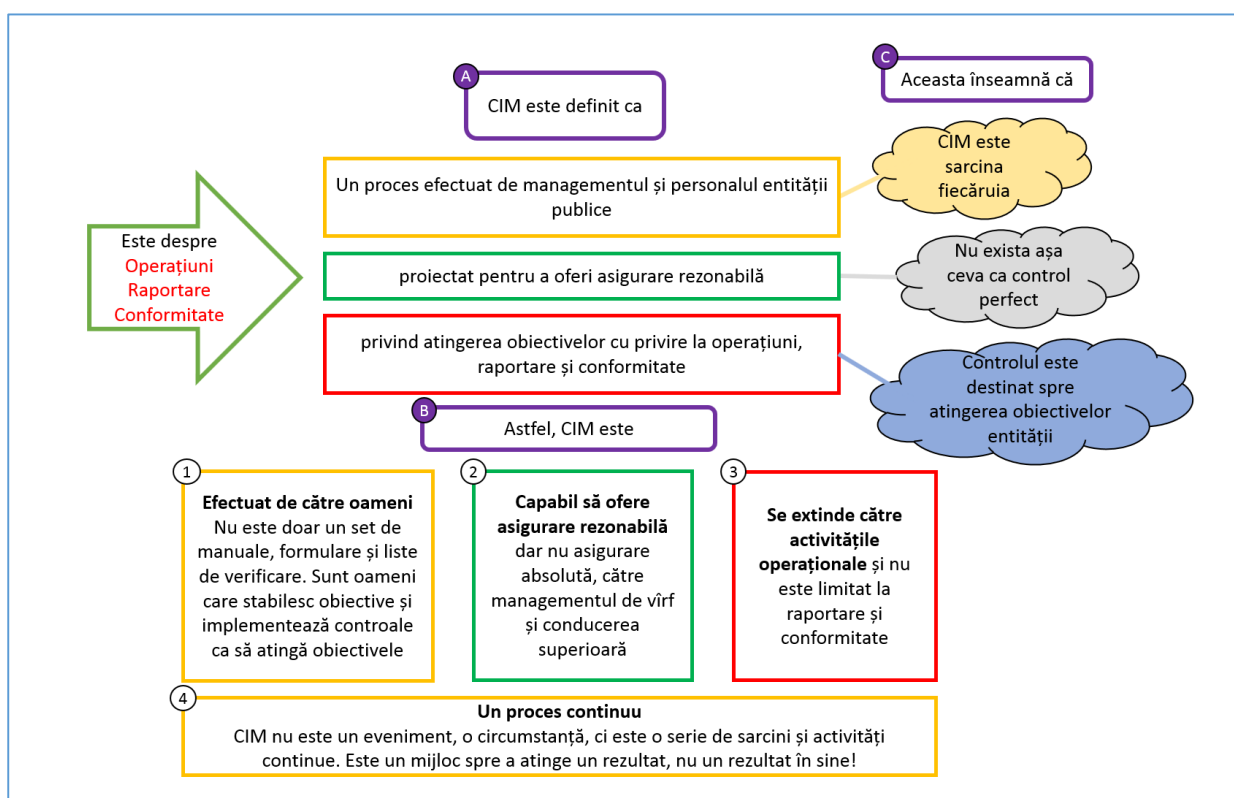 A
CIM este definit ca
C
Aceasta înseamnă că
Este despre
Operațiuni
Raportare
Conformitate
Un proces efectuat de managementul și personalul entității
publice
CIM este
sarcina
fiecăruia
proiectat pentru a oferi asigurare rezonabilă
Nu exista așa
ceva ca control
perfect
privind atingerea obiectivelor cu privire la operațiuni,
raportare și conformitate
Controlul este
destinat spre
atingerea obiectivelor
entității
B
Astfel, CIM este
1
Efectuat de către oameni
Nu este doar un set de
manuale, formulare și liste
de verificare. Sunt oameni
care stabilesc obiective și
implementează controale
ca să atingă obiectivele
2
Capabil să ofere
asigurare rezonabilă
dar nu asigurare
absolută, către
managementul de vîrf
și conducerea
superioară
3
Se extinde către
activitățile
operaționale și nu
este limitat la
raportare și
conformitate
4
Un proces continuu
CIM nu este un eveniment, o circumstanță, ci este o serie de sarcini și activități
continue. Este un mijloc spre a atinge un rezultat, nu un rezultat în sine!